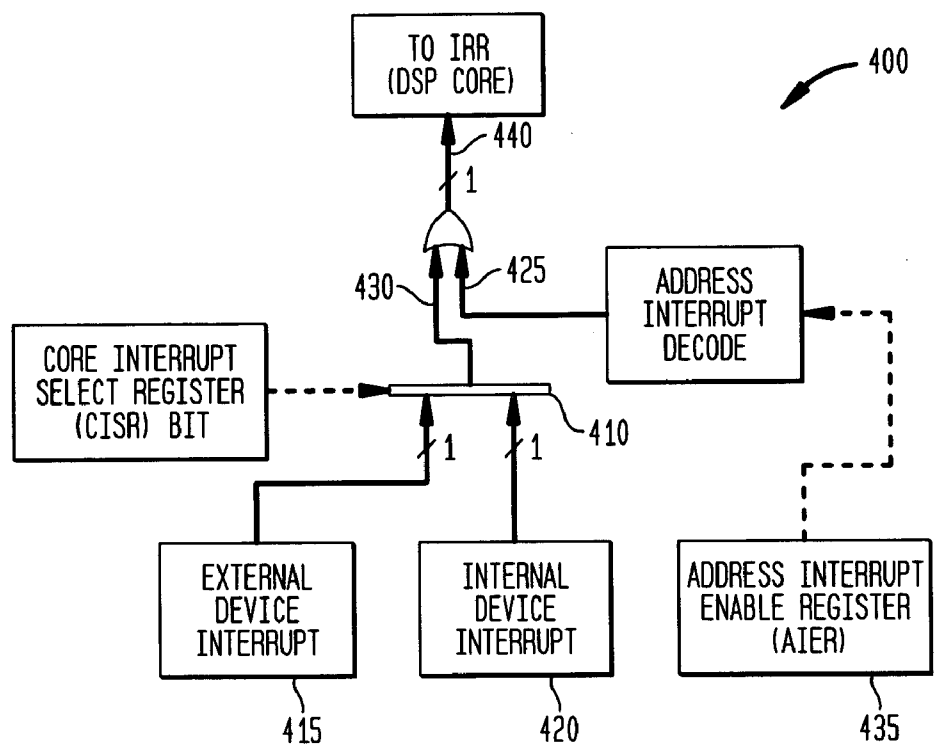 TO IRR
(DSP CORE)
400
440
1
430
425
ADDRESS
INTERRUPT
DECODE
CORE INTERRUPT
SELECT REGISTER
(CISR) BIT
410
1
1
EXTERNAL
DEVICE
INTERRUPT
INTERNAL
DEVICE
INTERRUPT
ADDRESS INTERRUPT
ENABLE REGISTER
(AIER)
415
420
435